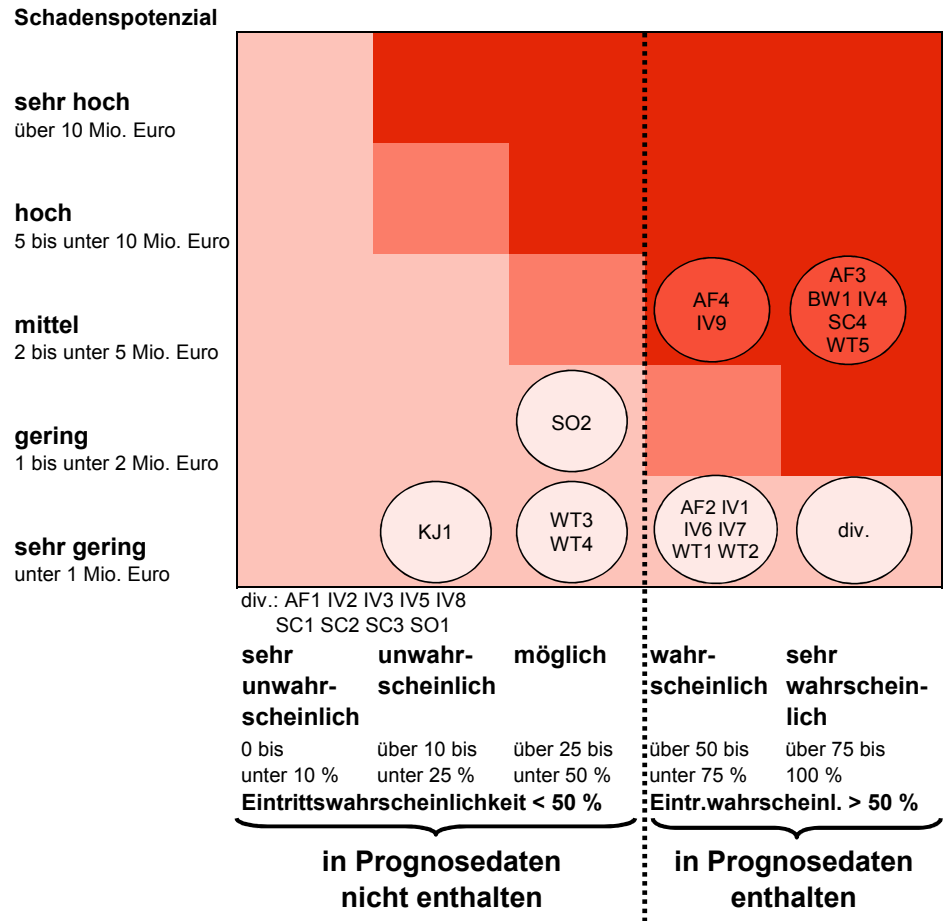 Schadenspotenzial
sehr hoch
über 10 Mio. Euro
hoch
5 bis unter 10 Mio. Euro
mittel
2 bis unter 5 Mio. Euro
gering
1 bis unter 2 Mio. Euro
sehr gering
unter 1 Mio. Euro
AF4
IV9
AF3
BW1 IV4
SC4
WT5
SO2
KJ1
WT3
WT4
AF2 IV1
IV6 IV7
WT1 WT2
div.
div.: AF1 IV2 IV3 IV5 IV8
SC1 SC2 SC3 SO1
sehr
unwahr-
scheinlich
0 bis
unter 10 %
unwahr-
scheinlich
über 10 bis
unter 25 %
möglich
über 25 bis
unter 50 %
wahr-
scheinlich
über 50 bis
unter 75 %
sehr
wahrschein-
lich
über 75 bis
100 %
Eintrittswahrscheinlichkeit < 50 %
Eintr.wahrscheinl. > 50 %
in Prognosedaten
nicht enthalten
in Prognosedaten
enthalten